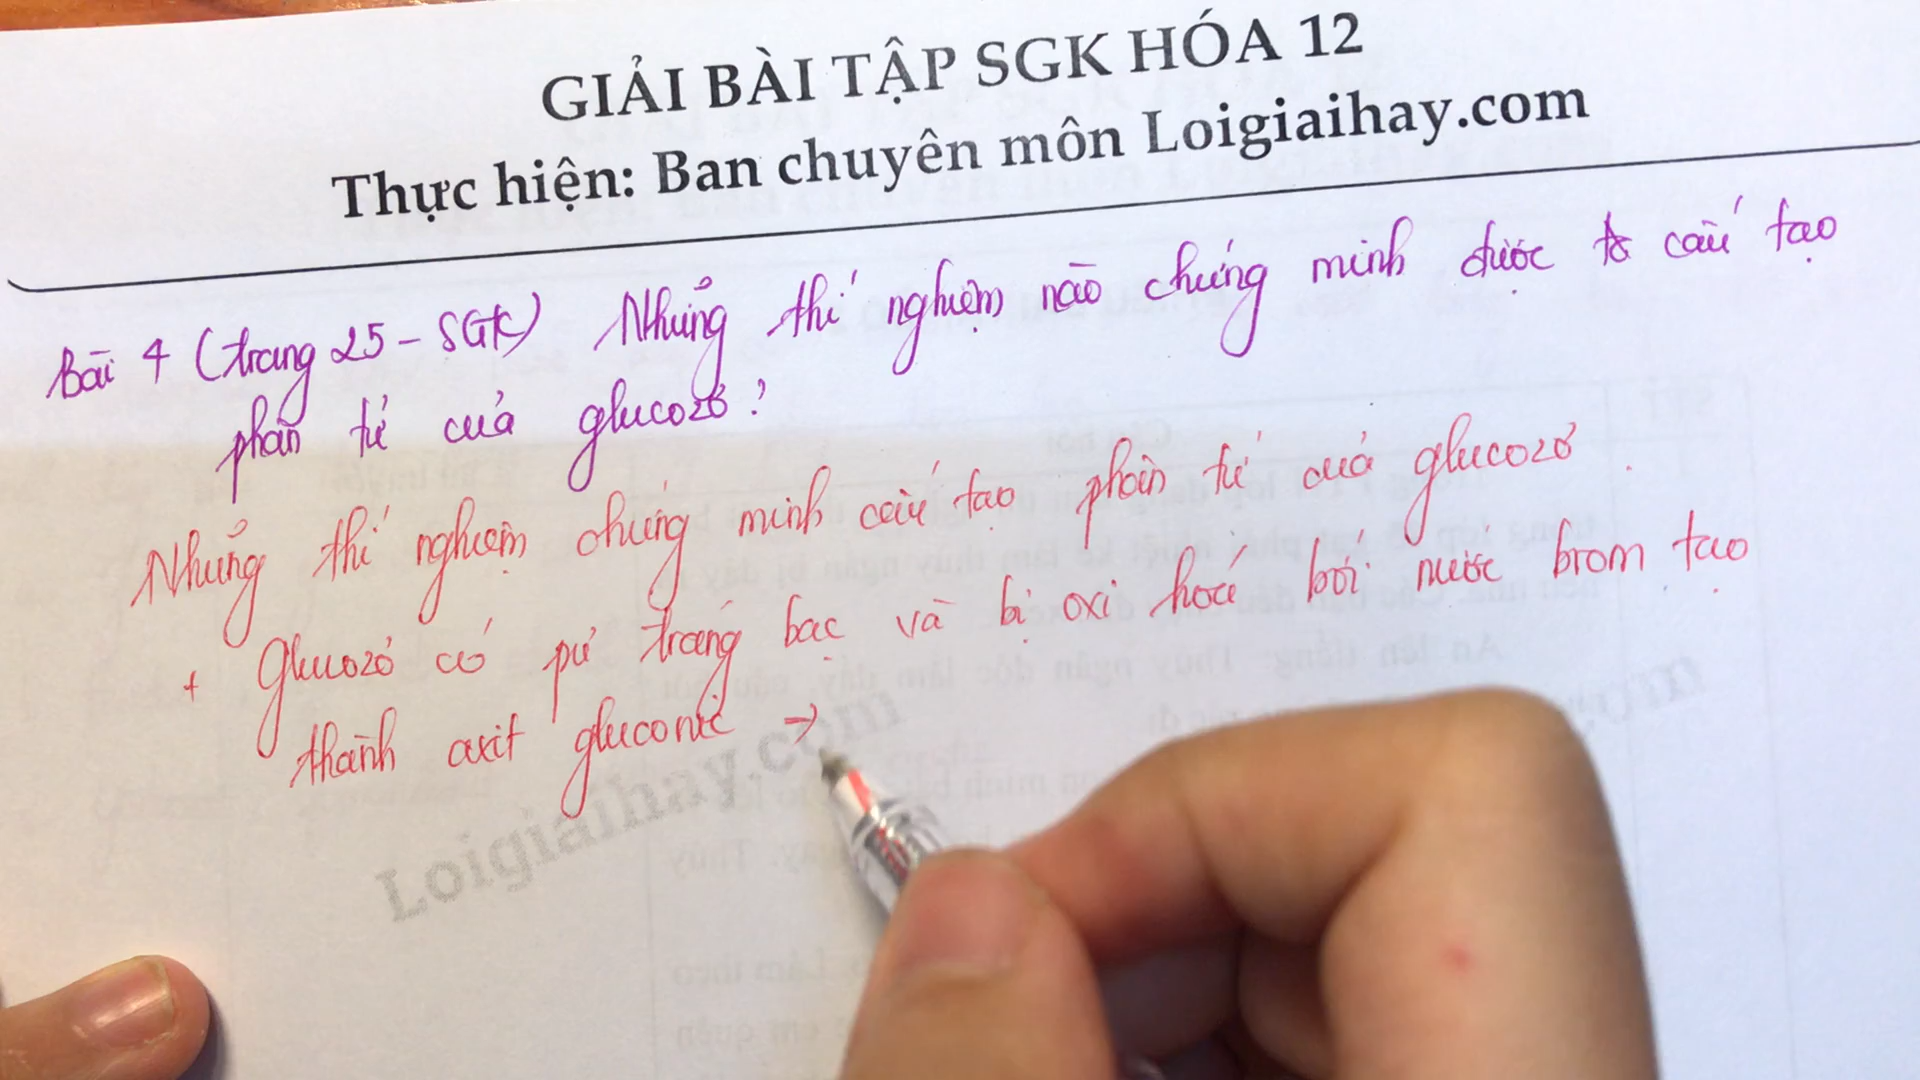 GIẢI BÀI TẬP SGK HÓA 12
Thực hiện: Ban chuyên môn Loigiaihay.com
Bài 4 (trang 25 - SGK) Những thí nghiệm nào chứng minh được cấu tạo
phân tử của glucozơ?
Những thí nghiệm chứng minh cấu tạo phân tử của glucozơ.
+ Glucozơ có pư tráng bạc và bị oxi hoá bởi nước brom tạo
thành axit gluconic →
Loigiaihay.com